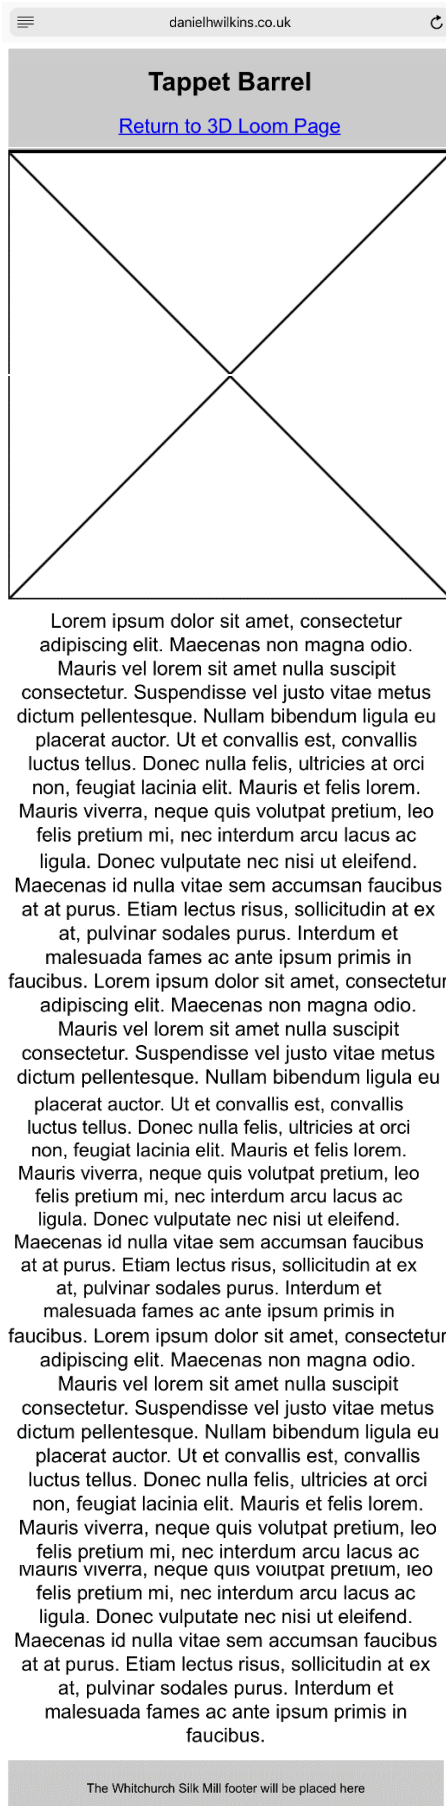 danielhwilkins.co.uk
Tappet Barrel
Return to 3D Loom Page
Lorem ipsum dolor sit amet, consectetur
adipiscing elit. Maecenas non magna odio.
Mauris vel lorem sit amet nulla suscipit
consectetur. Suspendisse vel justo vitae metus
dictum pellentesque. Nullam bibendum ligula eu
placerat auctor. Ut et convallis est, convallis
luctus tellus. Donec nulla felis, ultricies at orci
non, feugiat lacinia elit. Mauris et felis lorem.
Mauris viverra, neque quis volutpat pretium, leo
felis pretium mi, nec interdum arcu lacus ac
ligula. Donec vulputate nec nisi ut eleifend.
Maecenas id nulla vitae sem accumsan faucibus
at at purus. Etiam lectus risus, sollicitudin at ex
at, pulvinar sodales purus. Interdum et
malesuada fames ac ante ipsum primis in
faucibus. Lorem ipsum dolor sit amet, consectetur
adipiscing elit. Maecenas non magna odio.
Mauris vel lorem sit amet nulla suscipit
consectetur. Suspendisse vel justo vitae metus
dictum pellentesque. Nullam bibendum ligula eu
placerat auctor. Ut et convallis est, convallis
luctus tellus. Donec nulla felis, ultricies at orci
non, feugiat lacinia elit. Mauris et felis lorem.
Mauris viverra, neque quis volutpat pretium, leo
felis pretium mi, nec interdum arcu lacus ac
ligula. Donec vulputate nec nisi ut eleifend.
Maecenas id nulla vitae sem accumsan faucibus
at at purus. Etiam lectus risus, sollicitudin at ex
at, pulvinar sodales purus. Interdum et
malesuada fames ac ante ipsum primis in
faucibus. Lorem ipsum dolor sit amet, consectetur
adipiscing elit. Maecenas non magna odio.
Mauris vel lorem sit amet nulla suscipit
consectetur. Suspendisse vel justo vitae metus
dictum pellentesque. Nullam bibendum ligula eu
placerat auctor. Ut et convallis est, convallis
luctus tellus. Donec nulla felis, ultricies at orci
non, feugiat lacinia elit. Mauris et felis lorem.
Mauris viverra, neque quis volutpat pretium, leo
felis pretium mi, nec interdum arcu lacus ac
Mauris viverra, neque quis volutpat pretium, leo
felis pretium mi, nec interdum arcu lacus ac
ligula. Donec vulputate nec nisi ut eleifend.
Maecenas id nulla vitae sem accumsan faucibus
at at purus. Etiam lectus risus, sollicitudin at ex
at, pulvinar sodales purus. Interdum et
malesuada fames ac ante ipsum primis in
faucibus.
The Whitchurch Silk Mill footer will be placed here